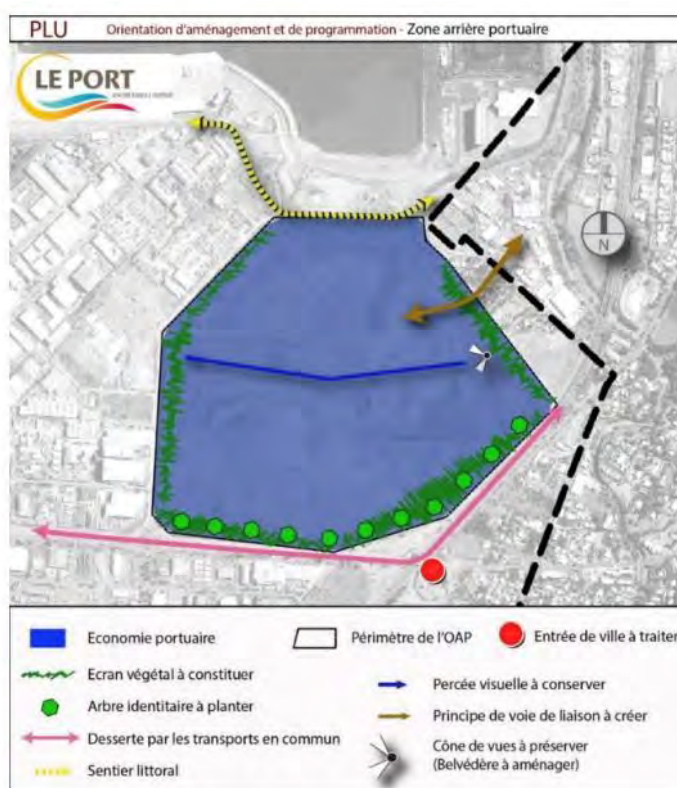 PLU Orientation d'aménagement et de programmation - Zone arrière portuaire
LE PORT
N
Economie portuaire
Périmètre de l'OAP
Entrée de ville à traiter
Ecran végétal à constituer
Percée visuelle à conserver
Arbre identitaire à planter
Principe de voie de liaison à créer
Desserte par les transports en commun
Cône de vues à préserver
(Belvédère à aménager)
Sentier littoral